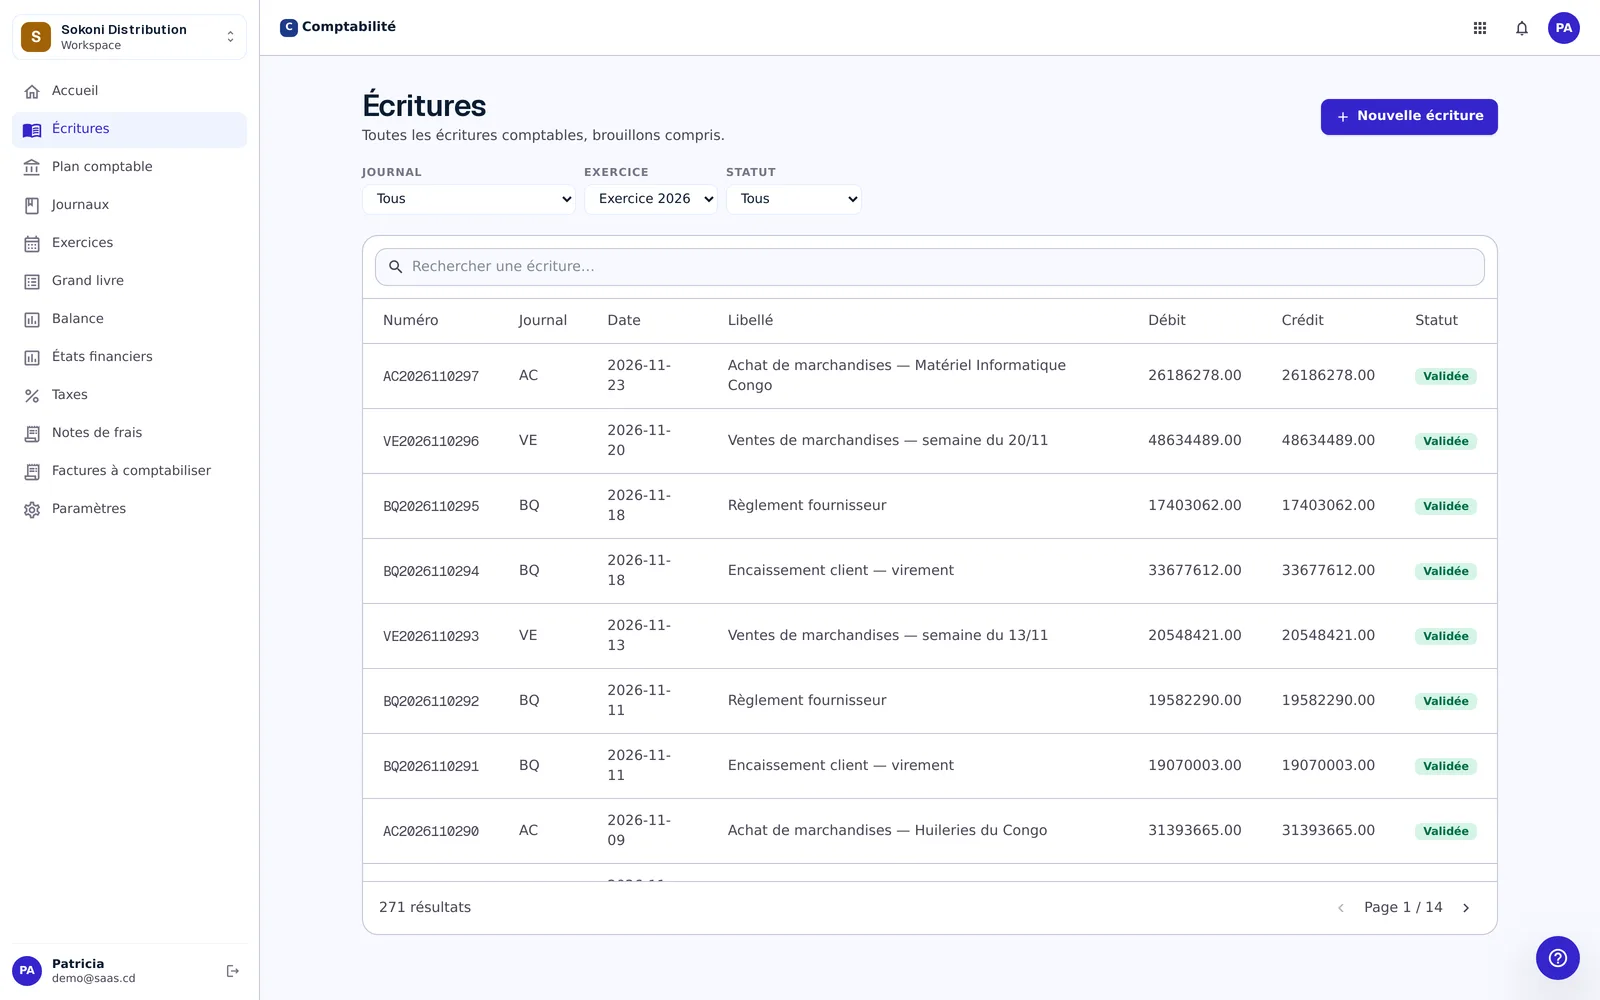 S
Sokoni Distribution
Workspace
Accueil
Écritures
Plan comptable
Journaux
Exercices
Grand livre
Balance
États financiers
Taxes
Notes de frais
Factures à comptabiliser
Paramètres
PA
Patricia
demo@saas.cd
C Comptabilité
PA
Écritures
Toutes les écritures comptables, brouillons compris.
+ Nouvelle écriture
JOURNAL EXERCICE STATUT
Tous Exercice 2026 Tous
Rechercher une écriture…
Numéro Journal Date Libellé Débit Crédit Statut
AC2026110297 AC 2026-11-23 Achat de marchandises — Matériel Informatique Congo 26186278.00 26186278.00 Validée
VE2026110296 VE 2026-11-20 Ventes de marchandises — semaine du 20/11 48634489.00 48634489.00 Validée
BQ2026110295 BQ 2026-11-18 Règlement fournisseur 17403062.00 17403062.00 Validée
BQ2026110294 BQ 2026-11-18 Encaissement client — virement 33677612.00 33677612.00 Validée
VE2026110293 VE 2026-11-13 Ventes de marchandises — semaine du 13/11 20548421.00 20548421.00 Validée
BQ2026110292 BQ 2026-11-11 Règlement fournisseur 19582290.00 19582290.00 Validée
BQ2026110291 BQ 2026-11-11 Encaissement client — virement 19070003.00 19070003.00 Validée
AC2026110290 AC 2026-11-09 Achat de marchandises — Huileries du Congo 31393665.00 31393665.00 Validée
271 résultats
Page 1 / 14